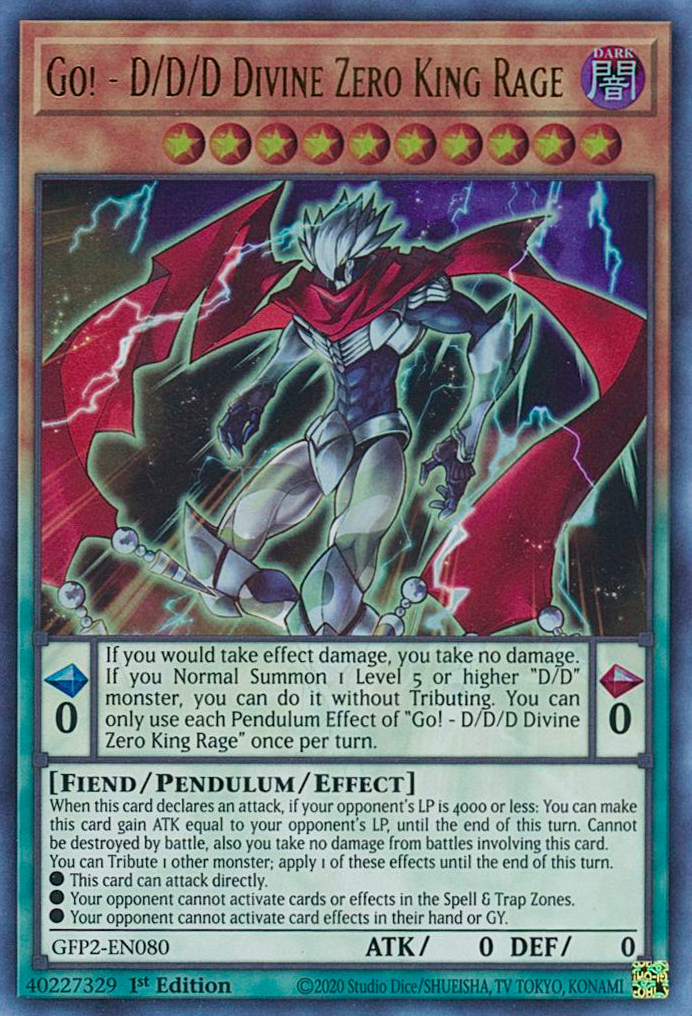 Go! - D/D/D Divine Zero King Rage
DARK
闇
If you would take effect damage, you take no damage.
If you Normal Summon 1 Level 5 or higher "D/D"
monster, you can do it without Tributing. You can
only use each Pendulum Effect of "Go! - D/D/D Divine
Zero King Rage" once per turn.
0
0
[Fiend/Pendulum/Effect]
When this card declares an attack, if your opponent's LP is 4000 or less: You can make
this card gain ATK equal to your opponent's LP, until the end of this turn. Cannot
be destroyed by battle, also you take no damage from battles involving this card.
You can Tribute 1 other monster; apply 1 of these effects until the end of this turn.
● This card can attack directly.
● Your opponent cannot activate cards or effects in the Spell & Trap Zones.
● Your opponent cannot activate card effects in their hand or GY.
GFP2-EN080 ATK/ 0 DEF/ 0
40227329 1st Edition ©2020 Studio Dice/SHUEISHA, TV TOKYO, KONAMI